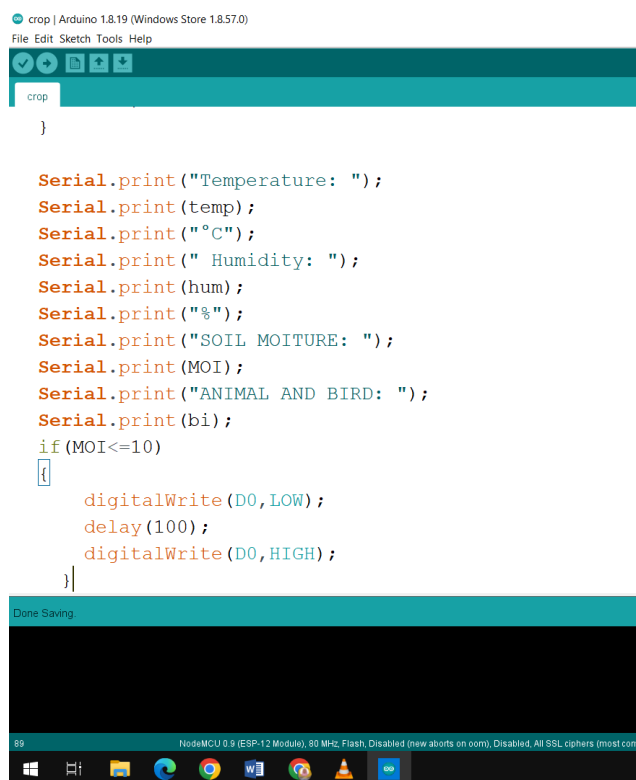 crop | Arduino 1.8.19 (Windows Store 1.8.57.0)
File Edit Sketch Tools Help
crop
}
Serial.print("Temperature: ");
Serial.print(temp);
Serial.print("°C");
Serial.print(" Humidity: ");
Serial.print(hum);
Serial.print("%");
Serial.print("SOIL MOITURE: ");
Serial.print(MOI);
Serial.print("ANIMAL AND BIRD: ");
Serial.print(bi);
if(MOI<=10)
{
digitalWrite(D0,LOW);
delay(100);
digitalWrite(D0,HIGH);
}
Done Saving.
89 NodeMCU 0.9 (ESP-12 Module), 80 MHz, Flash, Disabled (new aborts on oom), Disabled, All SSL ciphers (most com